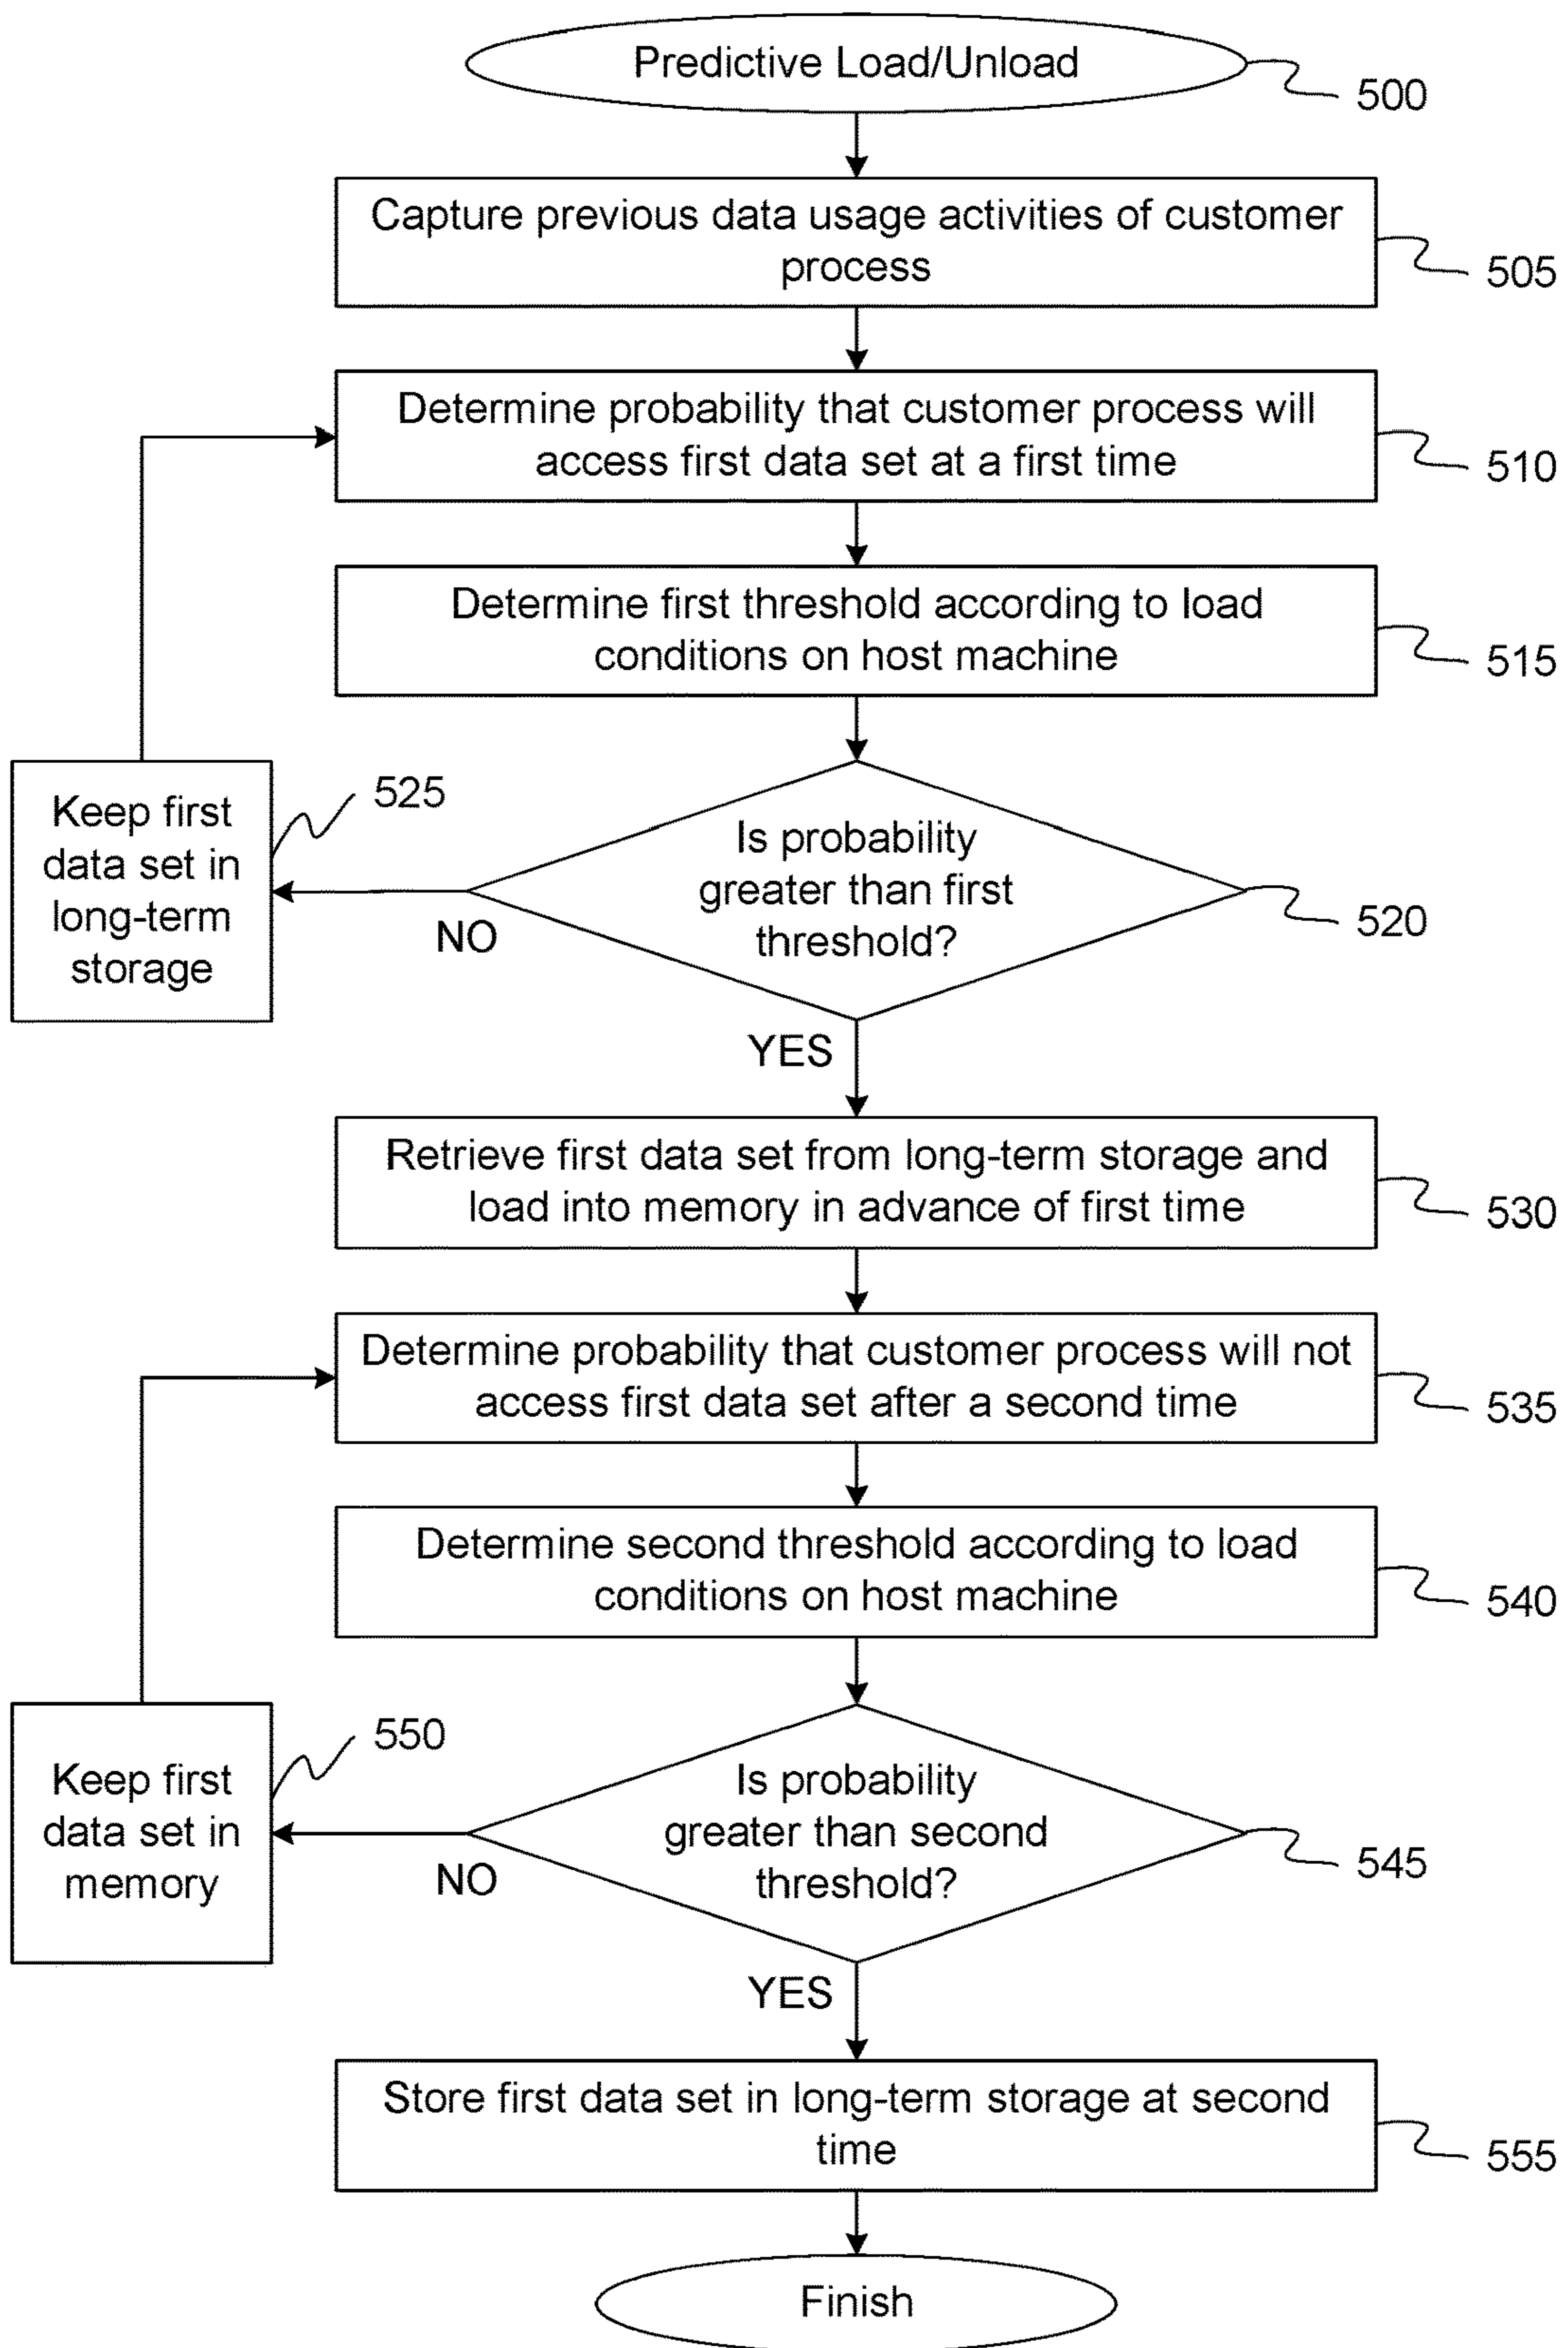 Predictive Load/Unload
500
Capture previous data usage activities of customer
process
505
Determine probability that customer process will
access first data set at a first time
510
Determine first threshold according to load
conditions on host machine
515
Keep first
data set in
long-term
storage
525
Is probability
greater than first
threshold?
520
NO
YES
Retrieve first data set from long-term storage and
load into memory in advance of first time
530
Determine probability that customer process will not
access first data set after a second time
535
Determine second threshold according to load
conditions on host machine
540
Keep first
data set in
memory
550
Is probability
greater than second
threshold?
545
NO
YES
Store first data set in long-term storage at second
time
555
Finish